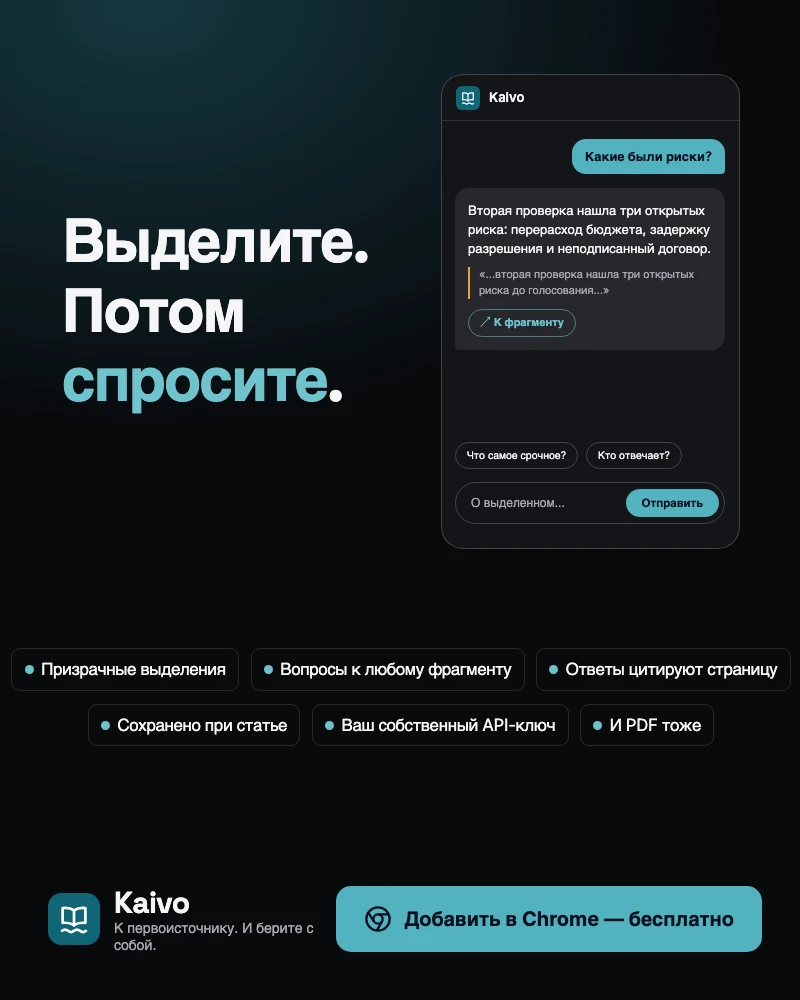 Выделите.
Потом
спросите.
Kaivo
Какие были риски?
Вторая проверка нашла три открытых
риска: перерасход бюджета, задержку
разрешения и неподписанный договор.
«...вторая проверка нашла три открытых
риска до голосования...»
↗ К фрагменту
Что самое срочное?
Кто отвечает?
О выделенном...
Отправить
Призрачные выделения
Вопросы к любому фрагменту
Ответы цитируют страницу
Сохранено при статье
Ваш собственный API-ключ
И PDF тоже
Kaivo
К первоисточнику. И берите с
собой.
Добавить в Chrome — бесплатно